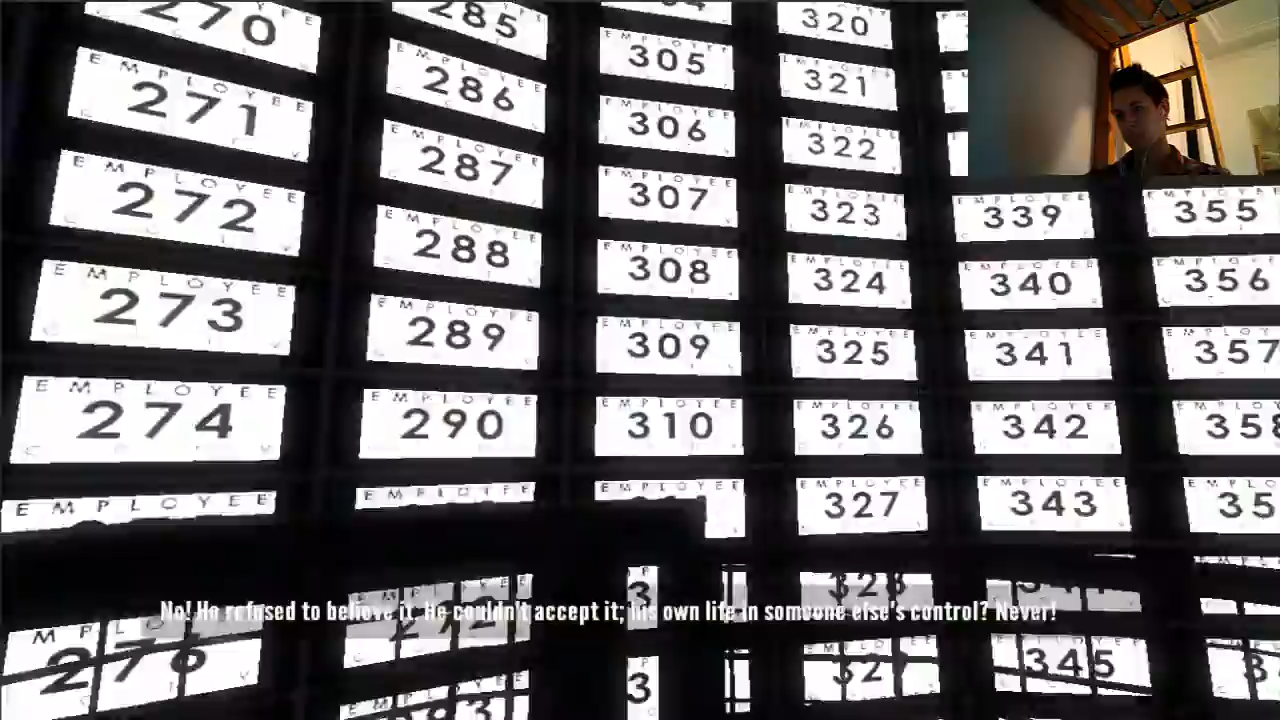 270
EMPLOYEE
271
EMPLOYEE
272
EMPLOYEE
273
EMPLOYEE
274
EMPLOYEE
276
285
EMPLOYEE
286
EMPLOYEE
287
EMPLOYEE
288
EMPLOYEE
289
EMPLOYEE
290
EMPLOYEE
EMPLOYEE
305
EMPLOYEE
306
EMPLOYEE
307
EMPLOYEE
308
EMPLOYEE
309
EMPLOYEE
310
EMPLOYEE
320
EMPLOYEE
321
EMPLOYEE
322
EMPLOYEE
323
EMPLOYEE
324
EMPLOYEE
325
EMPLOYEE
326
EMPLOYEE
327
328
EMPLOYEE
339
EMPLOYEE
340
EMPLOYEE
341
EMPLOYEE
342
EMPLOYEE
343
345
355
356
357
358
No! He refused to believe it. He couldn't accept it; his own life in someone else's control? Never!